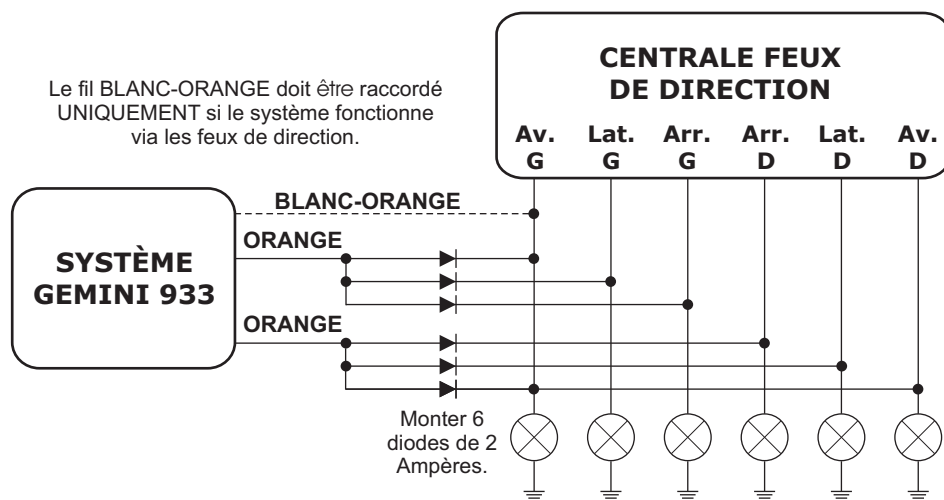 CENTRALE FEUX
DE DIRECTION
Av. Lat. Arr. Arr. Lat. Av.
G G G D D D
Le fil BLANC-ORANGE doit être raccordé
UNIQUEMENT si le système fonctionne
via les feux de direction.
BLANC-ORANGE
ORANGE
SYSTÈME
GEMINI 933
ORANGE
Monter 6
diodes de 2
Ampères.